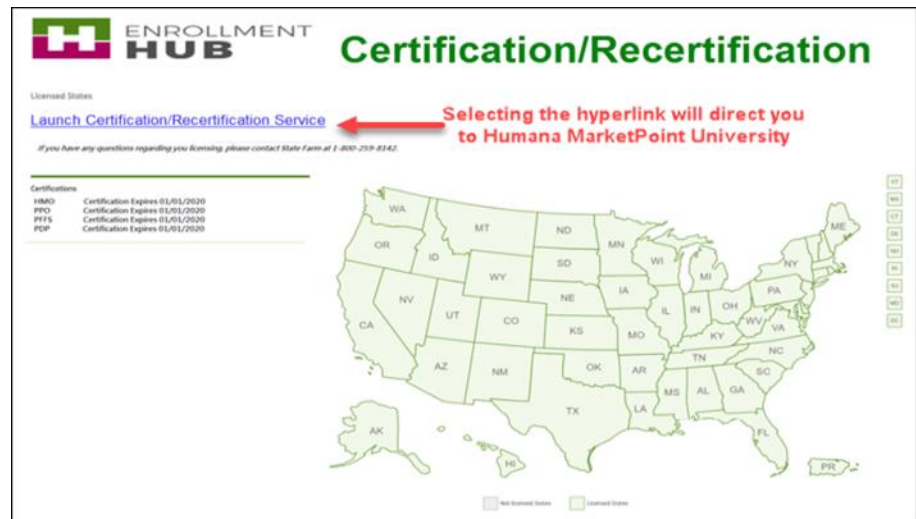 ENROLLMENT
HUB
Certification/Recertification
Licensed States
Launch Certification/Recertification Service
Selecting the hyperlink will direct you
to Humana MarketPoint University
If you have any questions regarding you licensing, please contact State Farm at 1-800-259-8142.
Certifications
HMO Certification Expires 01/01/2020
PPO Certification Expires 01/01/2020
PFFS Certification Expires 01/01/2020
PDP Certification Expires 01/01/2020
WA
MT
ND
MN
ME
OR
ID
SD
WI
MI
NY
WY
IA
PA
NV
NE
IL
IN
OH
UT
CO
WV
VA
CA
KS
MO
KY
NC
TN
AZ
NM
OK
AR
SC
MS
AL
GA
TX
LA
AK
FL
HI
PR
Not licensed States
Licensed States